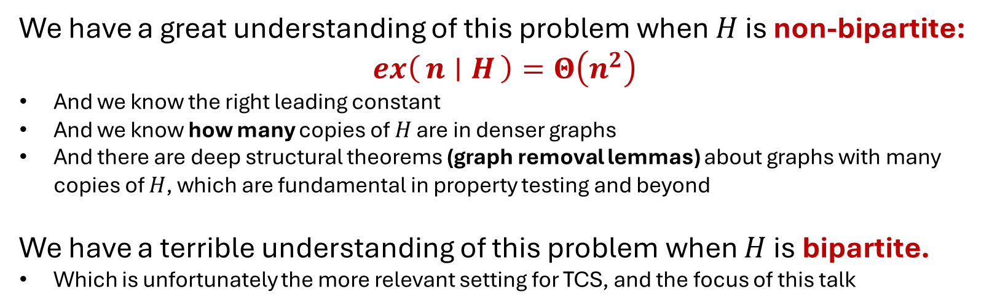 We have a great understanding of this problem when H is non-bipartite:
ex( n | H ) = Θ(n²)
• And we know the right leading constant
• And we know how many copies of H are in denser graphs
• And there are deep structural theorems (graph removal lemmas) about graphs with many
copies of H, which are fundamental in property testing and beyond
We have a terrible understanding of this problem when H is bipartite.
• Which is unfortunately the more relevant setting for TCS, and the focus of this talk